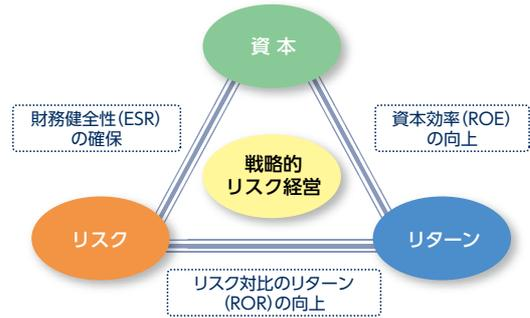 資 本
財務健全性(ESR)
の確保
資本効率(ROE)
の向上
戦略的
リスク経営
リスク
リターン
リスク対比のリターン
(ROR)の向上